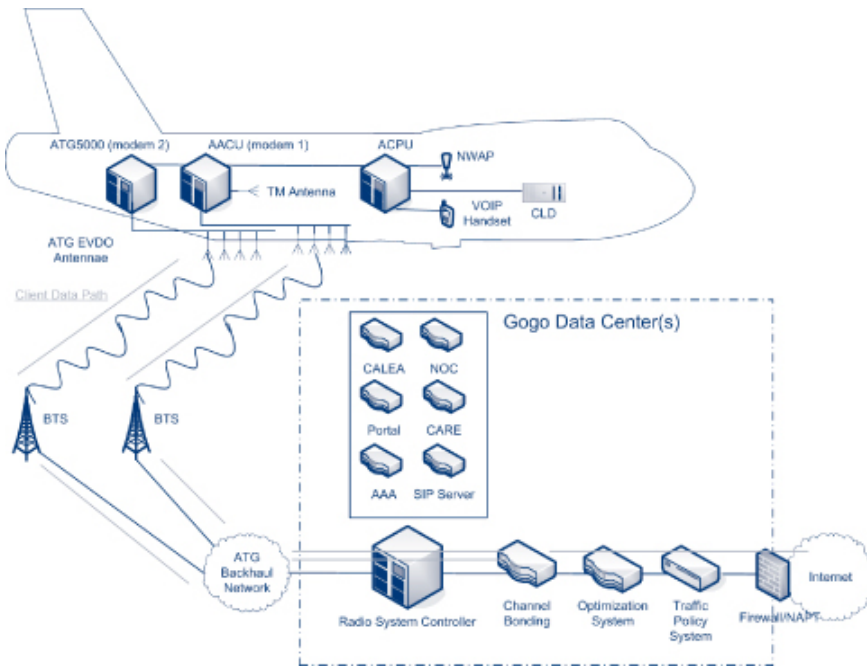 ATG5000 (modem 2)
AACU (modem 1)
ACPU
NWAP
TM Antenna
VOIP
Handset
CLD
ATG EVDO
Antennae
Client Data Path
Gogo Data Center(s)
CALEA
NOC
BTS
BTS
Portal
CARE
AAA
SIP Server
ATG
Backhaul
Network
Internet
Radio System Controller
Channel
Bonding
Optimization
System
Traffic
Policy
System
Firewall/NAPT